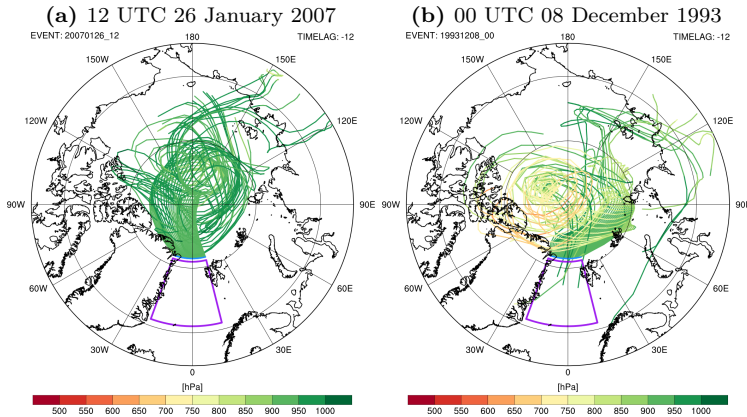 (a) 12 UTC 26 January 2007
EVENT: 20070126_12 180 TIMELAG: -12
150W 150E
120W 120E
90W 90E
60W 60E
30W 30E
0
[hPa]
500 550 600 650 700 750 800 850 900 950 1000
(b) 00 UTC 08 December 1993
EVENT: 19931208_00 180 TIMELAG: -12
150W 150E
120W 120E
90W 90E
60W 60E
30W 30E
0
[hPa]
500 550 600 650 700 750 800 850 900 950 1000